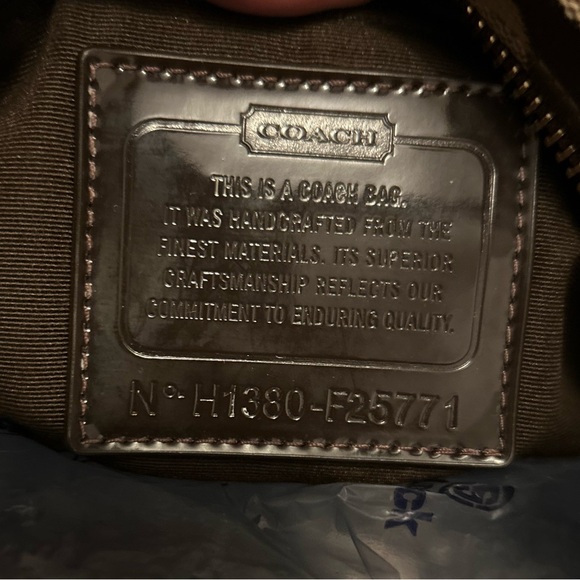 COACH
THIS IS A COACH BAG.
IT WAS HANDCRAFTED FROM THE
FINEST MATERIALS. ITS SUPERIOR
CRAFTSMANSHIP REFLECTS OUR
COMMITMENT TO ENDURING QUALITY.
Nº H1380-F25771